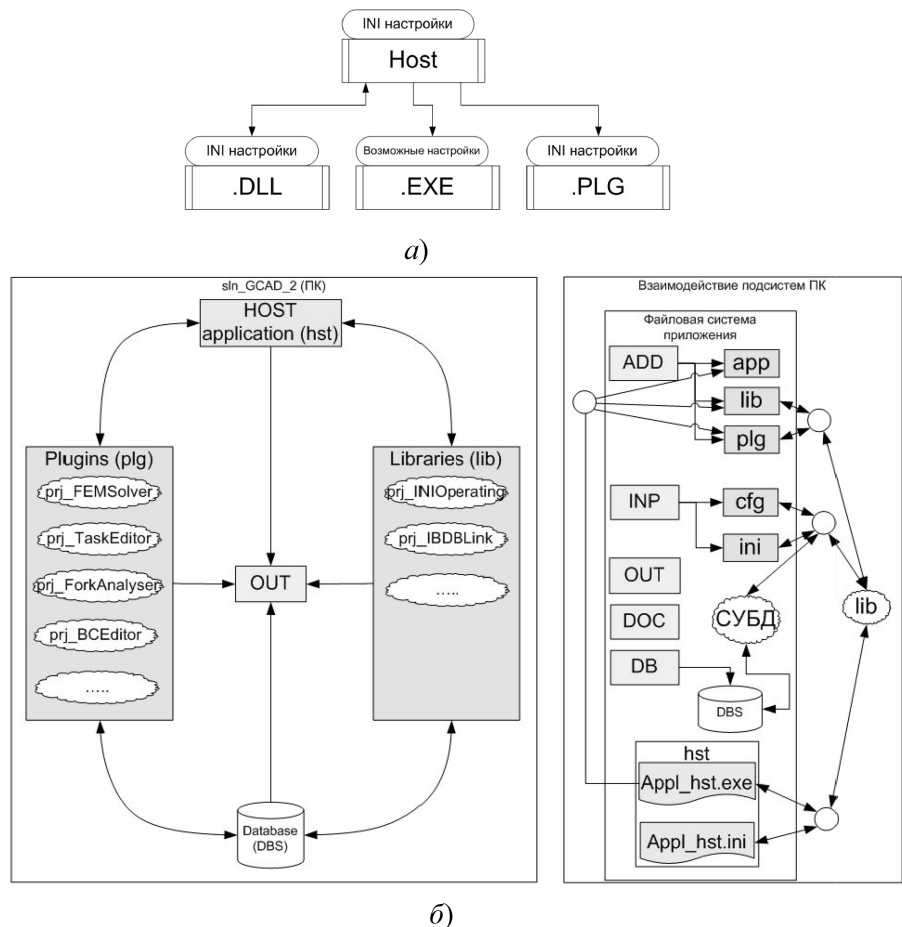 INI настройки
Host
INI настройки
.DLL
Возможные настройки
.EXE
INI настройки
.PLG
а)
sln_GCAD_2 (ПК)
HOST
application (hst)
Plugins (plg)
prj_FEMSolver
prj_TaskEditor
prj_ForkAnalyser
prj_BCEditor
.....
OUT
Libraries (lib)
prj_INIOperating
prj_IBDBLink
.....
Database
(DBS)
Взаимодействие подсистем ПК
Файловая система
приложения
ADD
app
lib
plg
INP
cfg
ini
OUT
DOC
СУБД
lib
DB
DBS
hst
Appl_hst.exe
Appl_hst.ini
б)